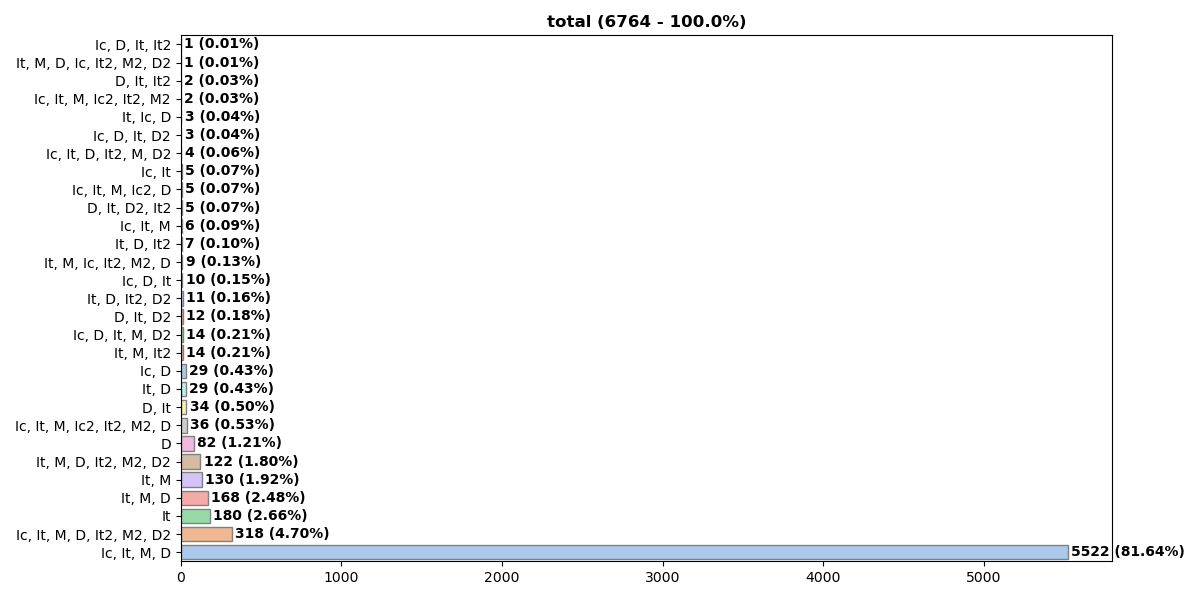 total (6764 - 100.0%)
Ic, D, It, It2 1 (0.01%)
It, M, D, Ic, It2, M2, D2 1 (0.01%)
D, It, It2 2 (0.03%)
Ic, It, M, Ic2, It2, M2 2 (0.03%)
It, Ic, D 3 (0.04%)
Ic, D, It, D2 3 (0.04%)
Ic, It, D, It2, M, D2 4 (0.06%)
Ic, It 5 (0.07%)
Ic, It, M, Ic2, D 5 (0.07%)
D, It, D2, It2 5 (0.07%)
Ic, It, M 6 (0.09%)
It, D, It2 7 (0.10%)
It, M, Ic, It2, M2, D 9 (0.13%)
Ic, D, It 10 (0.15%)
It, D, It2, D2 11 (0.16%)
D, It, D2 12 (0.18%)
Ic, D, It, M, D2 14 (0.21%)
It, M, It2 14 (0.21%)
Ic, D 29 (0.43%)
It, D 29 (0.43%)
D, It 34 (0.50%)
Ic, It, M, Ic2, It2, M2, D 36 (0.53%)
D 82 (1.21%)
It, M, D, It2, M2, D2 122 (1.80%)
It, M 130 (1.92%)
It, M, D 168 (2.48%)
It 180 (2.66%)
Ic, It, M, D, It2, M2, D2 318 (4.70%)
Ic, It, M, D 5522 (81.64%)
0 1000 2000 3000 4000 5000